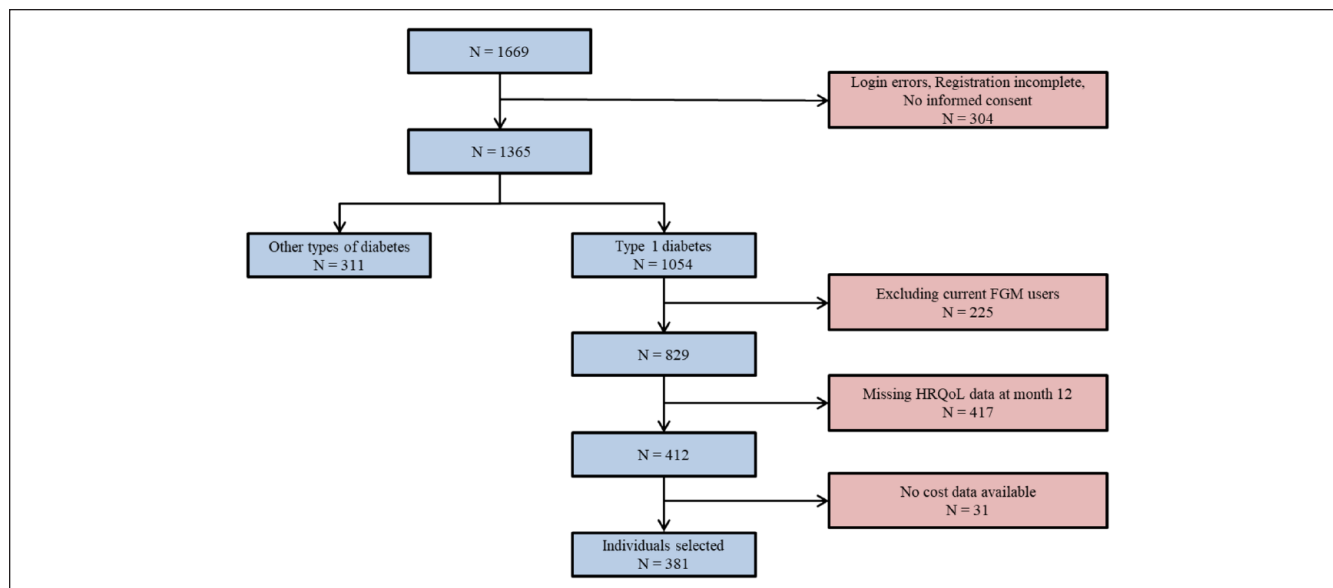 N = 1669
Login errors, Registration incomplete,
No informed consent
N = 304
N = 1365
Other types of diabetes
N = 311
Type 1 diabetes
N = 1054
Excluding current FGM users
N = 225
N = 829
Missing HRQoL data at month 12
N = 417
N = 412
No cost data available
N = 31
Individuals selected
N = 381